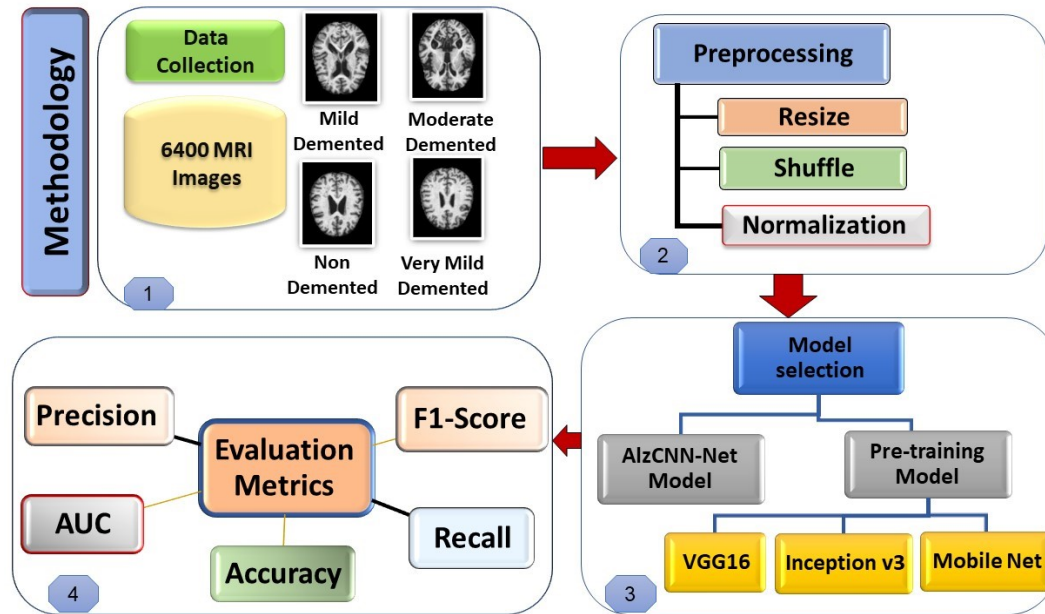 Methodology
Data
Collection
6400 MRI
Images
Mild
Demented
Moderate
Demented
Non
Demented
Very Mild
Demented
1
Preprocessing
Resize
Shuffle
Normalization
2
Model
selection
AlzCNN-Net
Model
Pre-training
Model
VGG16
Inception v3
Mobile Net
3
Precision
F1-Score
Evaluation
Metrics
AUC
Recall
Accuracy
4